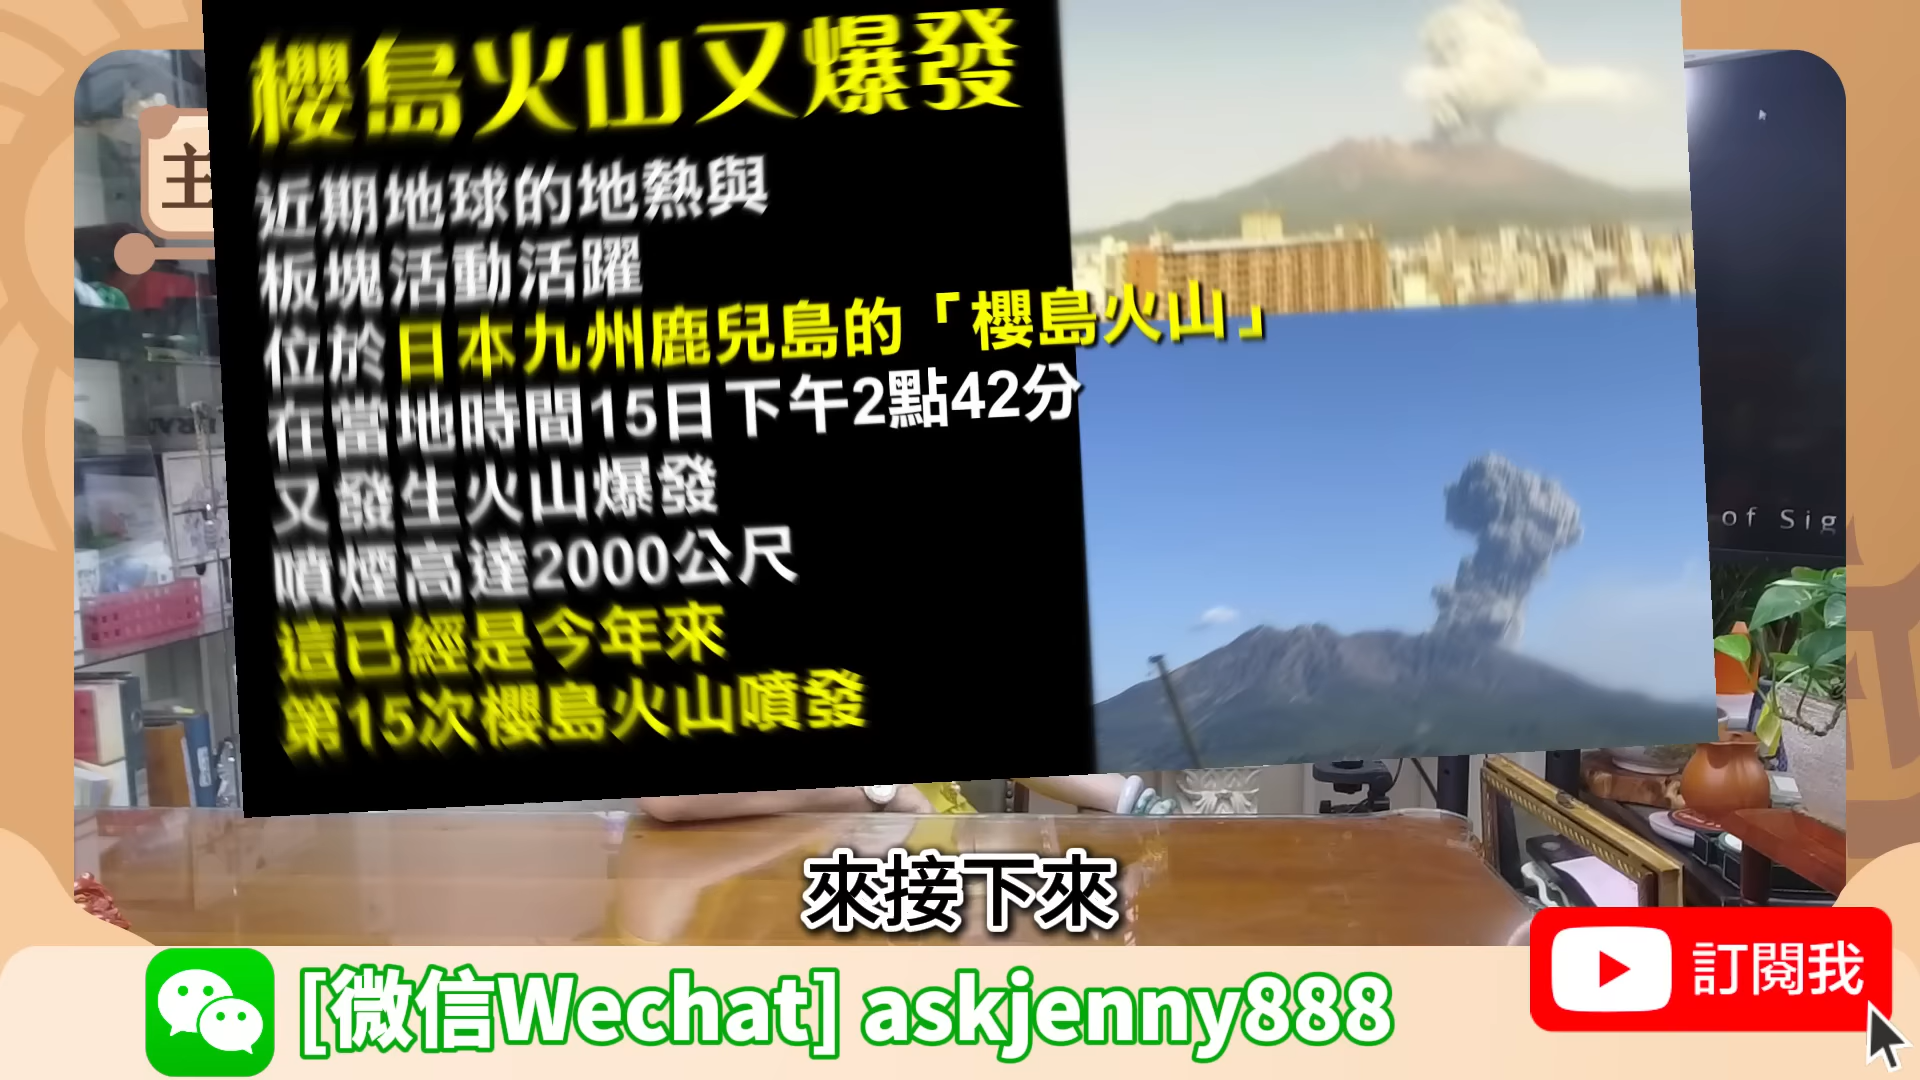 櫻島火山又爆發
近期地球的地熱與
板塊活動活躍
位於日本九州鹿兒島的「櫻島火山」
在當地時間15日下午2點42分
又發生火山爆發
噴煙高達2000公尺
這已經是今年來
第15次櫻島火山噴發
主
of Sig
來接下來
[微信Wechat] askjenny888
訂閱我